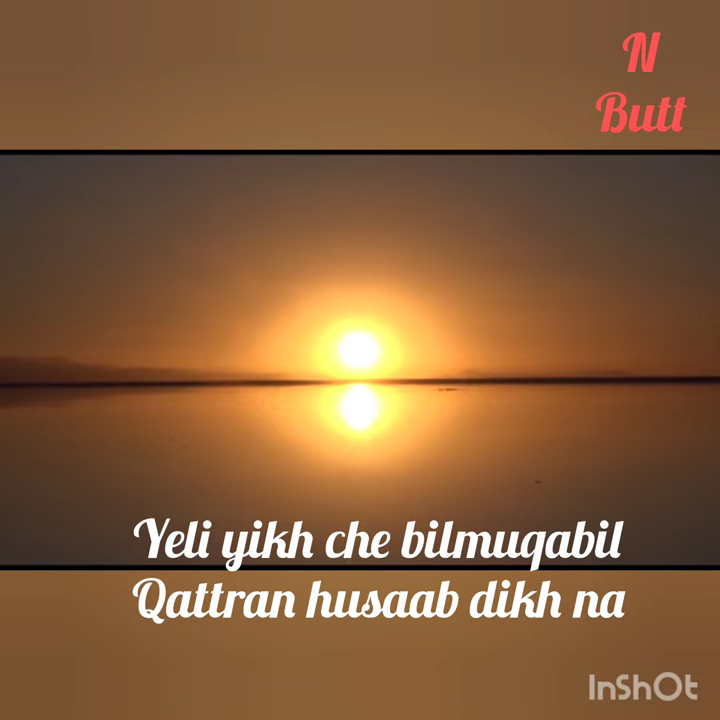 N
Butt
Yeli yikh che bilmuqabil
Qattran husaab dikh na
InShOt